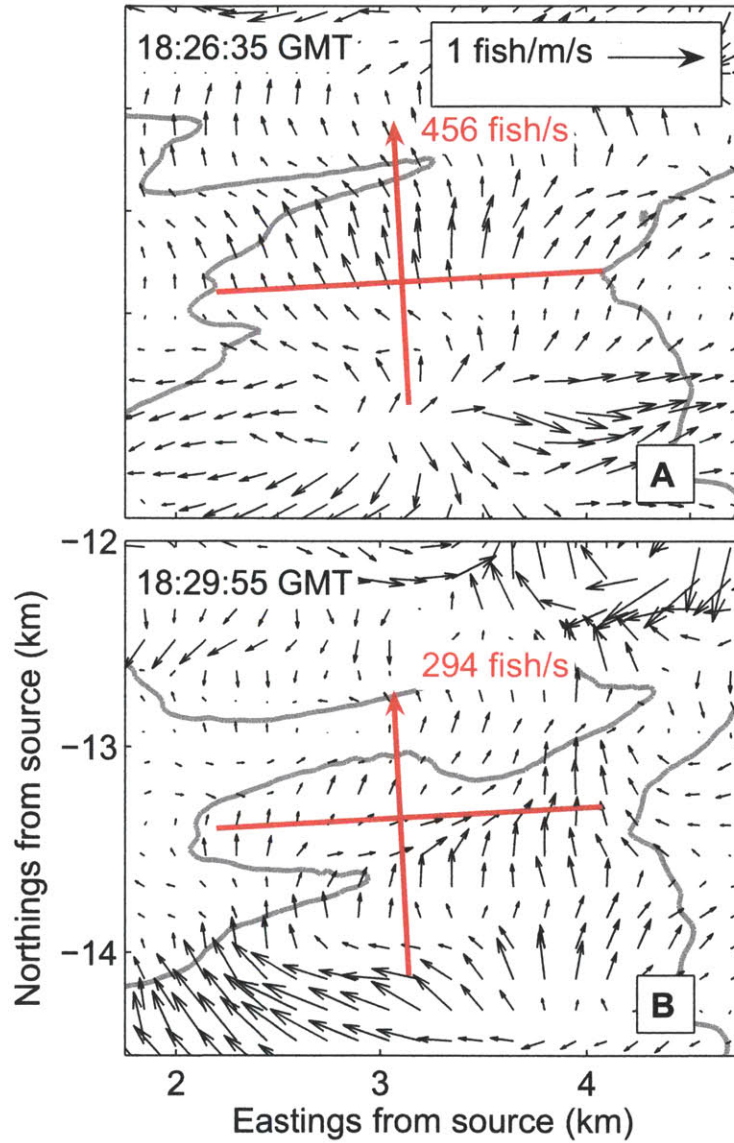 18:26:35 GMT
1 fish/m/s
456 fish/s
A
−12
18:29:55 GMT
294 fish/s
−13
−14
B
2 3 4
Northings from source (km)
Eastings from source (km)